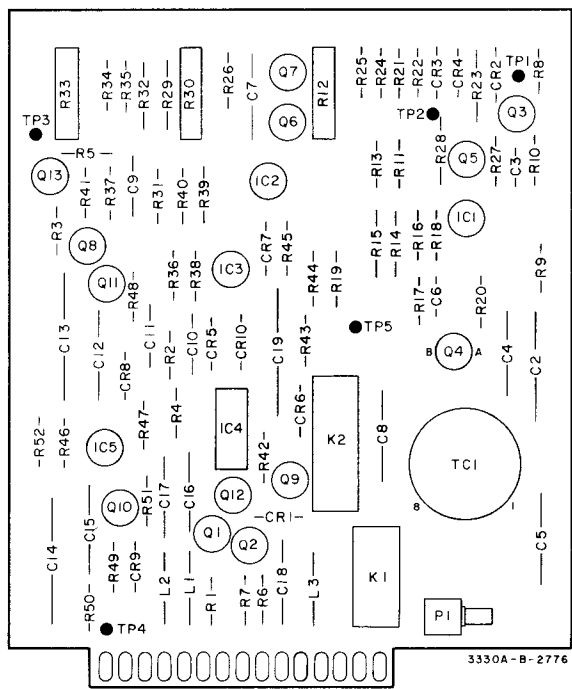 R33
R34
R35
R32
R29
R30
R26
C7
Q7
Q6
R12
R25
R24
R21
R22
CR3
CR4
R23
CR2
TP1
R8
TP3
TP2
Q3
Q13
R5
R41
R37
C9
R31
R40
R39
IC2
R13
R11
R28
Q5
R27
C3
R10
R3
Q8
Q11
R48
R36
R38
IC3
CR7
R45
R44
R19
R15
R14
R16
R18
IC1
R17
C6
R20
R9
C13
C12
CR8
C11
R2
C10
CR5
CR10
C19
R43
TP5
B Q4 A
C4
C2
R52
R46
IC5
R47
R4
IC4
R42
CR6
K2
C8
TC1
8 1
C14
C15
Q10
R51
C17
C16
Q12
Q9
CR1
Q1
Q2
C5
R50
R49
CR9
L2
L1
R1
R7
R6
C18
L3
K1
P1
TP4
3330A-B-2776